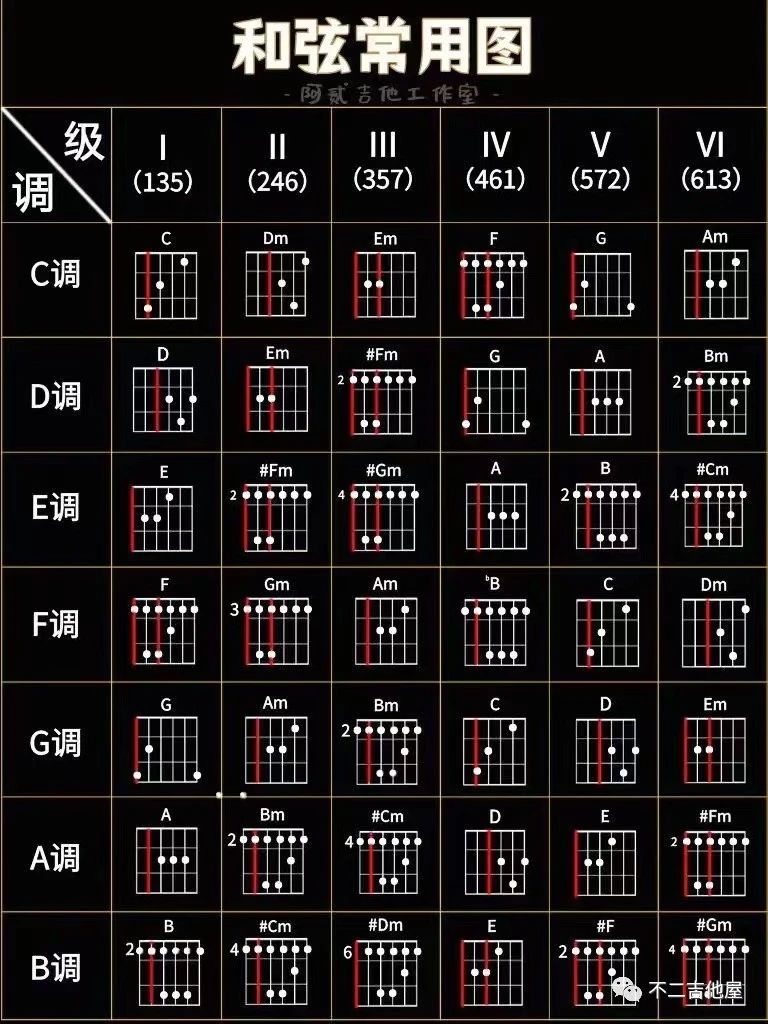 和弦常用图
- 阿贰吉他工作室 -
级
调
I II III IV V VI
(135) (246) (357) (461) (572) (613)
C调
C Dm Em F G Am
D调
D Em #Fm G A Bm
2 2
E调
E #Fm #Gm A B #Cm
2 4 2 4
F调
F Gm Am ♭B C Dm
3
G调
G Am Bm C D Em
2
A调
A Bm #Cm D E #Fm
2 4 2
B调
B #Cm #Dm E #F #Gm
2 4 6 2 4
不二吉他屋